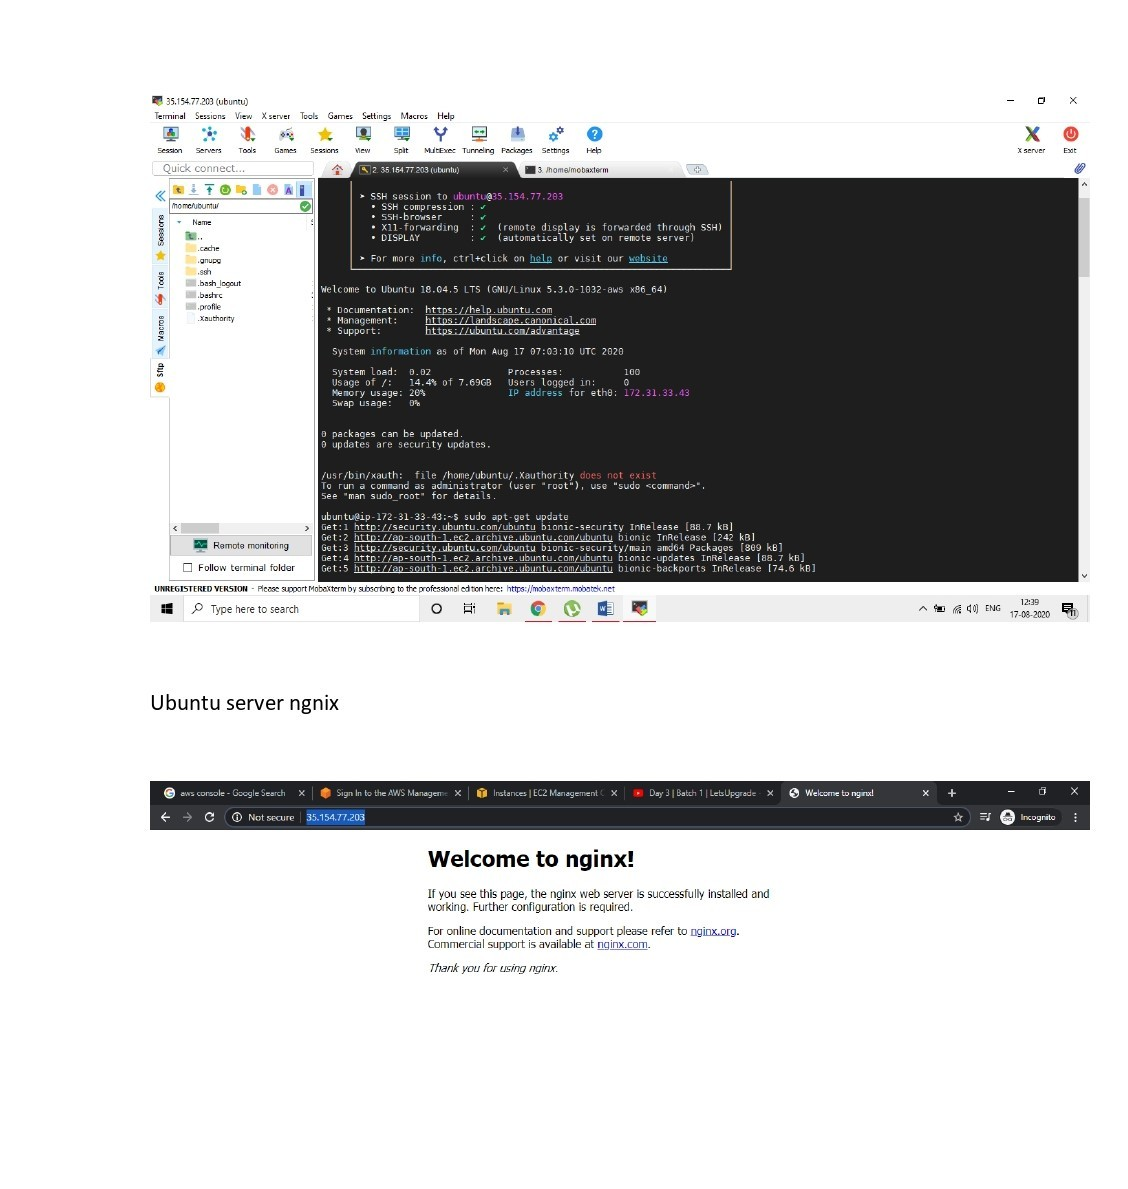 35.154.77.203 (ubuntu)
Terminal Sessions View X server Tools Games Settings Macros Help
Session Servers Tools Games Sessions View Split MultiExec Tunneling Packages Settings Help X server Exit
Quick connect...
2. 35.154.77.203 (ubuntu)
3. /home/mobaxterm
/home/ubuntu/
Name
..
.cache
.gnupg
.ssh
.bash_logout
.bashrc
.profile
.Xauthority
Sessions
Tools
Macros
Sftp
Remote monitoring
Follow terminal folder
➤ SSH session to ubuntu@35.154.77.203
• SSH compression : ✔
• SSH-browser : ✔
• X11-forwarding : ✔ (remote display is forwarded through SSH)
• DISPLAY : ✔ (automatically set on remote server)
➤ For more info, ctrl+click on help or visit our website
Welcome to Ubuntu 18.04.5 LTS (GNU/Linux 5.3.0-1032-aws x86_64)
* Documentation: https://help.ubuntu.com
* Management: https://landscape.canonical.com
* Support: https://ubuntu.com/advantage
System information as of Mon Aug 17 07:03:10 UTC 2020
System load: 0.02 Processes: 100
Usage of /: 14.4% of 7.69GB Users logged in: 0
Memory usage: 20% IP address for eth0: 172.31.33.43
Swap usage: 0%
0 packages can be updated.
0 updates are security updates.
/usr/bin/xauth: file /home/ubuntu/.Xauthority does not exist
To run a command as administrator (user "root"), use "sudo <command>".
See "man sudo_root" for details.
ubuntu@ip-172-31-33-43:~$ sudo apt-get update
Get:1 http://security.ubuntu.com/ubuntu bionic-security InRelease [88.7 kB]
Get:2 http://ap-south-1.ec2.archive.ubuntu.com/ubuntu bionic InRelease [242 kB]
Get:3 http://security.ubuntu.com/ubuntu bionic-security/main amd64 Packages [809 kB]
Get:4 http://ap-south-1.ec2.archive.ubuntu.com/ubuntu bionic-updates InRelease [88.7 kB]
Get:5 http://ap-south-1.ec2.archive.ubuntu.com/ubuntu bionic-backports InRelease [74.6 kB]
UNREGISTERED VERSION - Please support MobaXterm by subscribing to the professional edition here: https://mobaxterm.mobatek.net
Type here to search
ENG
12:39
17-08-2020
Ubuntu server ngnix
aws console - Google Search
Sign In to the AWS Managem
Instances | EC2 Management
Day 3 | Batch 1 | LetsUpgrade
Welcome to nginx!
Not secure 35.154.77.203 Incognito
Welcome to nginx!
If you see this page, the nginx web server is successfully installed and
working. Further configuration is required.
For online documentation and support please refer to nginx.org.
Commercial support is available at nginx.com.
Thank you for using nginx.